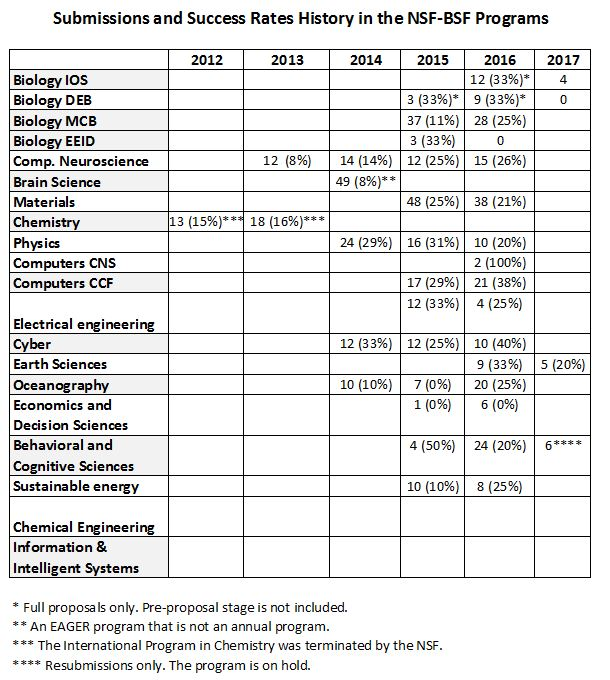 Submissions and Success Rates History in the NSF-BSF Programs
2012 2013 2014 2015 2016 2017
Biology IOS 12 (33%)* 4
Biology DEB 3 (33%)* 9 (33%)* 0
Biology MCB 37 (11%) 28 (25%)
Biology EEID 3 (33%) 0
Comp. Neuroscience 12 (8%) 14 (14%) 12 (25%) 15 (26%)
Brain Science 49 (8%)**
Materials 48 (25%) 38 (21%)
Chemistry 13 (15%)*** 18 (16%)***
Physics 24 (29%) 16 (31%) 10 (20%)
Computers CNS 2 (100%)
Computers CCF 17 (29%) 21 (38%)
12 (33%) 4 (25%)
Electrical engineering
Cyber 12 (33%) 12 (25%) 10 (40%)
Earth Sciences 9 (33%) 5 (20%)
Oceanography 10 (10%) 7 (0%) 20 (25%)
Economics and 1 (0%) 6 (0%)
Decision Sciences
Behavioral and 4 (50%) 24 (20%) 6****
Cognitive Sciences
Sustainable energy 10 (10%) 8 (25%)
Chemical Engineering
Information &
Intelligent Systems
* Full proposals only. Pre-proposal stage is not included.
** An EAGER program that is not an annual program.
*** The International Program in Chemistry was terminated by the NSF.
**** Resubmissions only. The program is on hold.